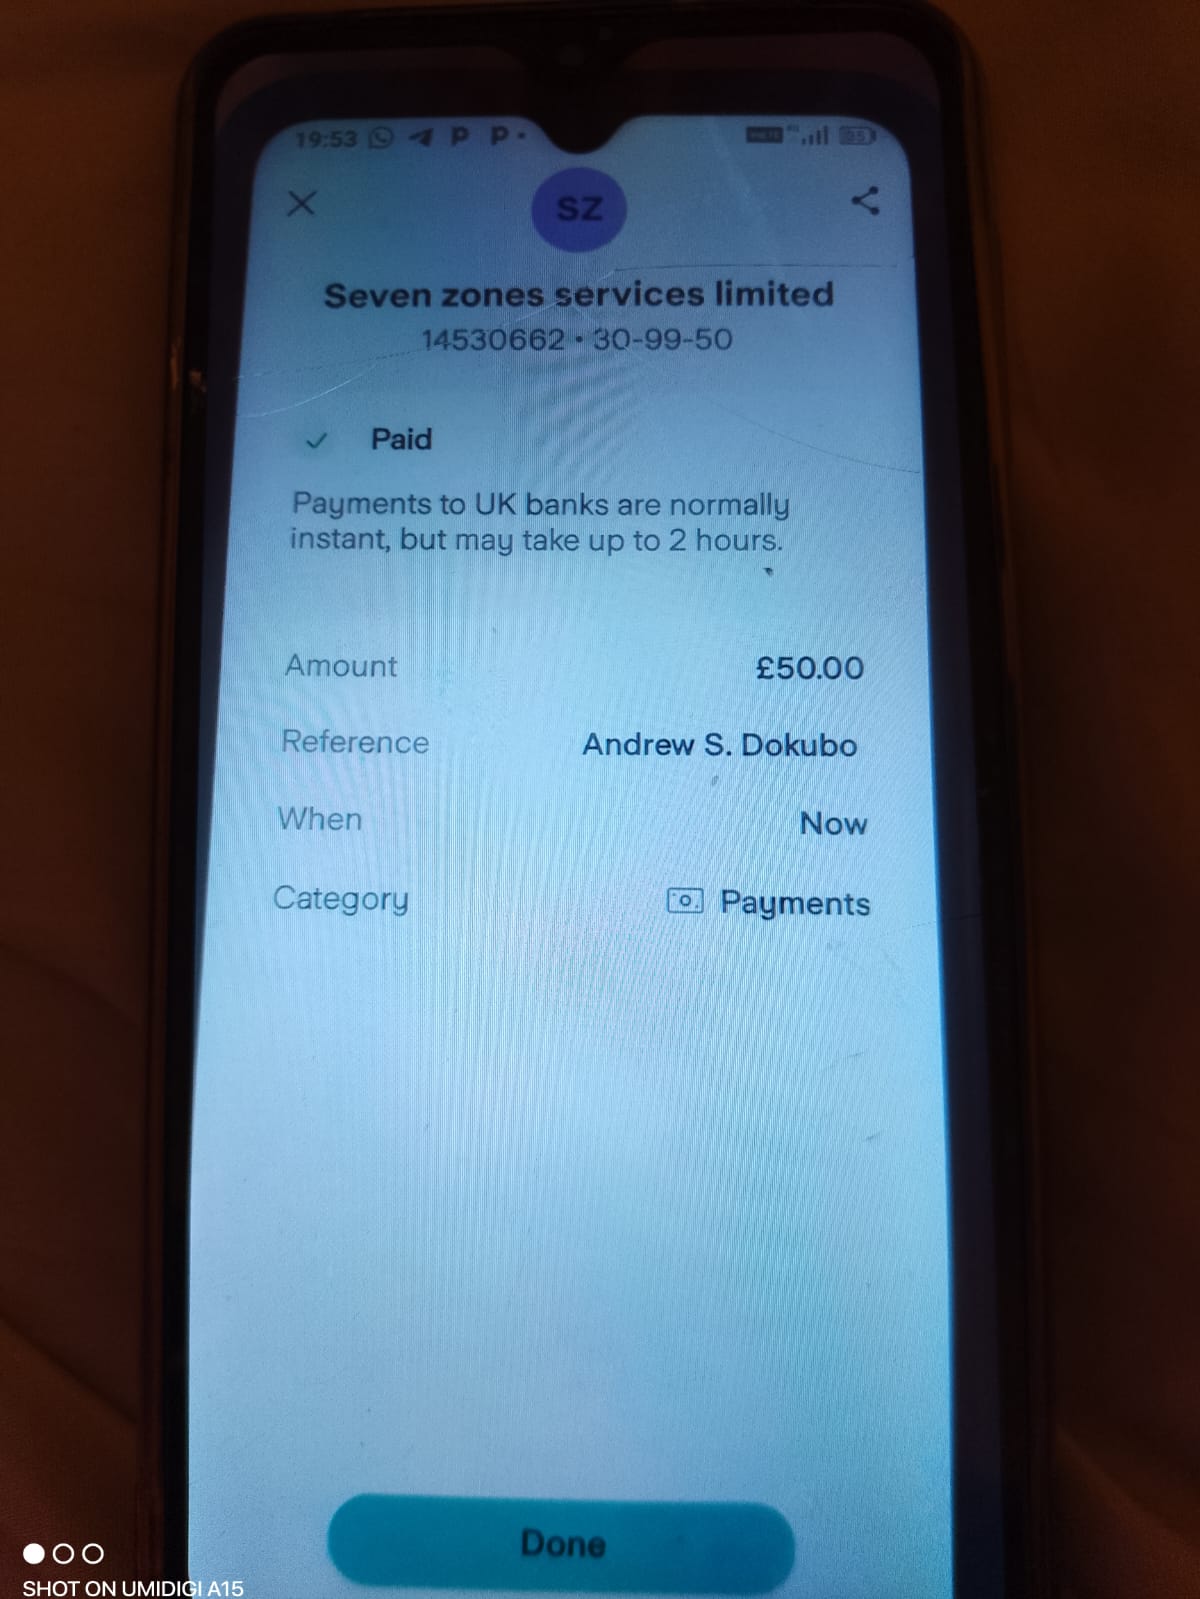 19:53
SZ
Seven zones services limited
14530662 • 30-99-50
Paid
Payments to UK banks are normally
instant, but may take up to 2 hours.
Amount £50.00
Reference Andrew S. Dokubo
When Now
Category Payments
Done
SHOT ON UMIDIGI A15